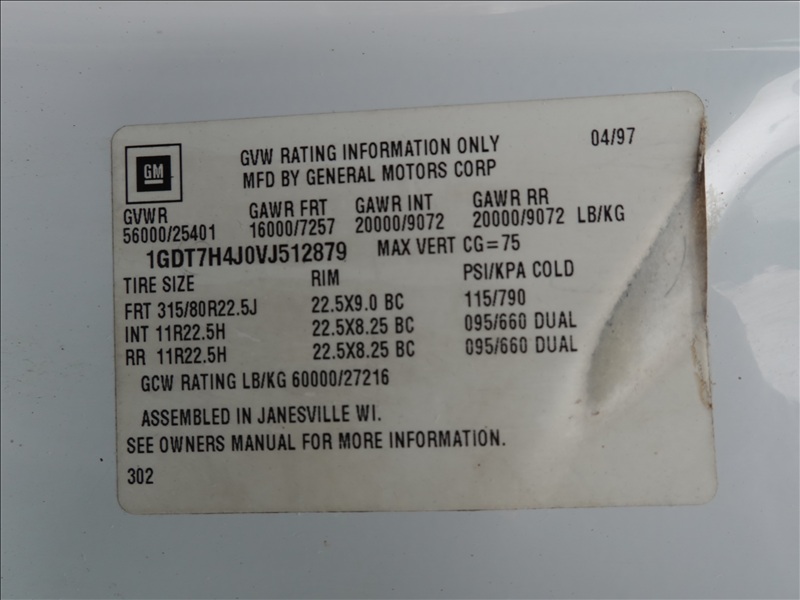 GVW RATING INFORMATION ONLY 04/97
GM MFD BY GENERAL MOTORS CORP
GVWR GAWR FRT GAWR INT GAWR RR
56000/25401 16000/7257 20000/9072 20000/9072 LB/KG
1GDT7H4J0VJ512879 MAX VERT CG=75
TIRE SIZE RIM PSI/KPA COLD
FRT 315/80R22.5J 22.5X9.0 BC 115/790
INT 11R22.5H 22.5X8.25 BC 095/660 DUAL
RR 11R22.5H 22.5X8.25 BC 095/660 DUAL
GCW RATING LB/KG 60000/27216
ASSEMBLED IN JANESVILLE WI.
SEE OWNERS MANUAL FOR MORE INFORMATION.
302